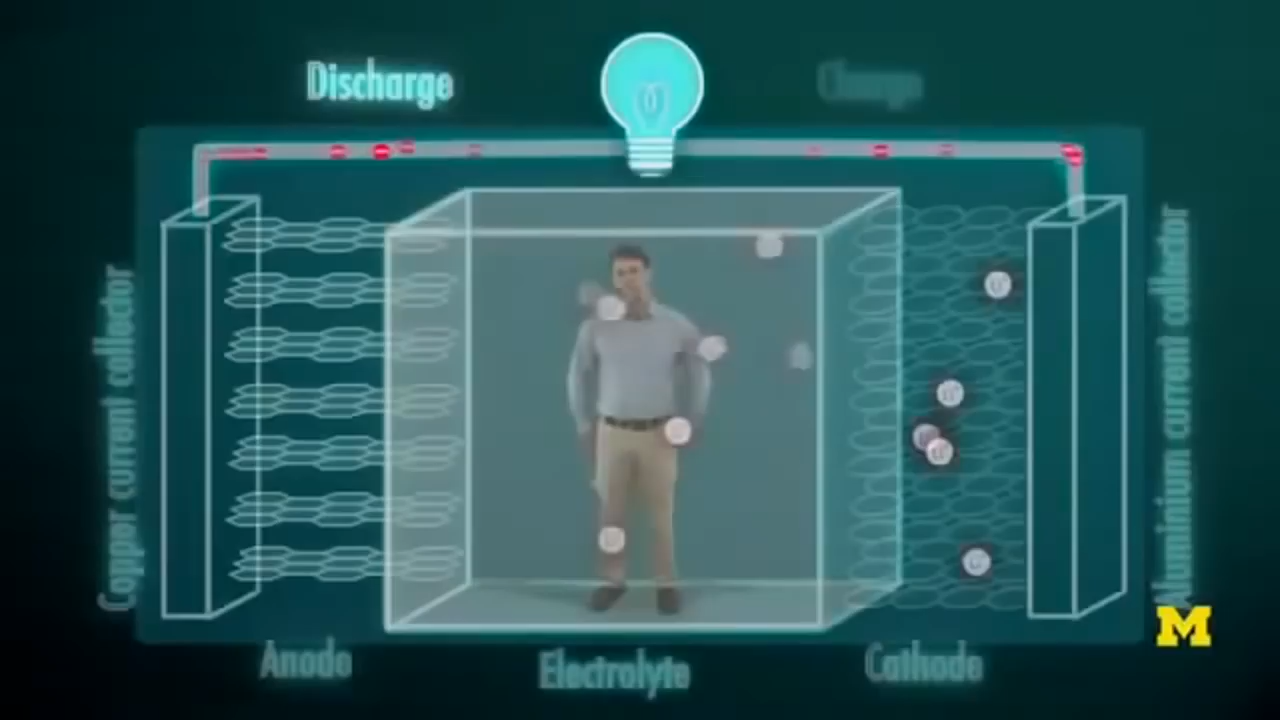 Discharge
Charge
Copper current collector
Aluminium current collector
Anode
Electrolyte
Cathode
M